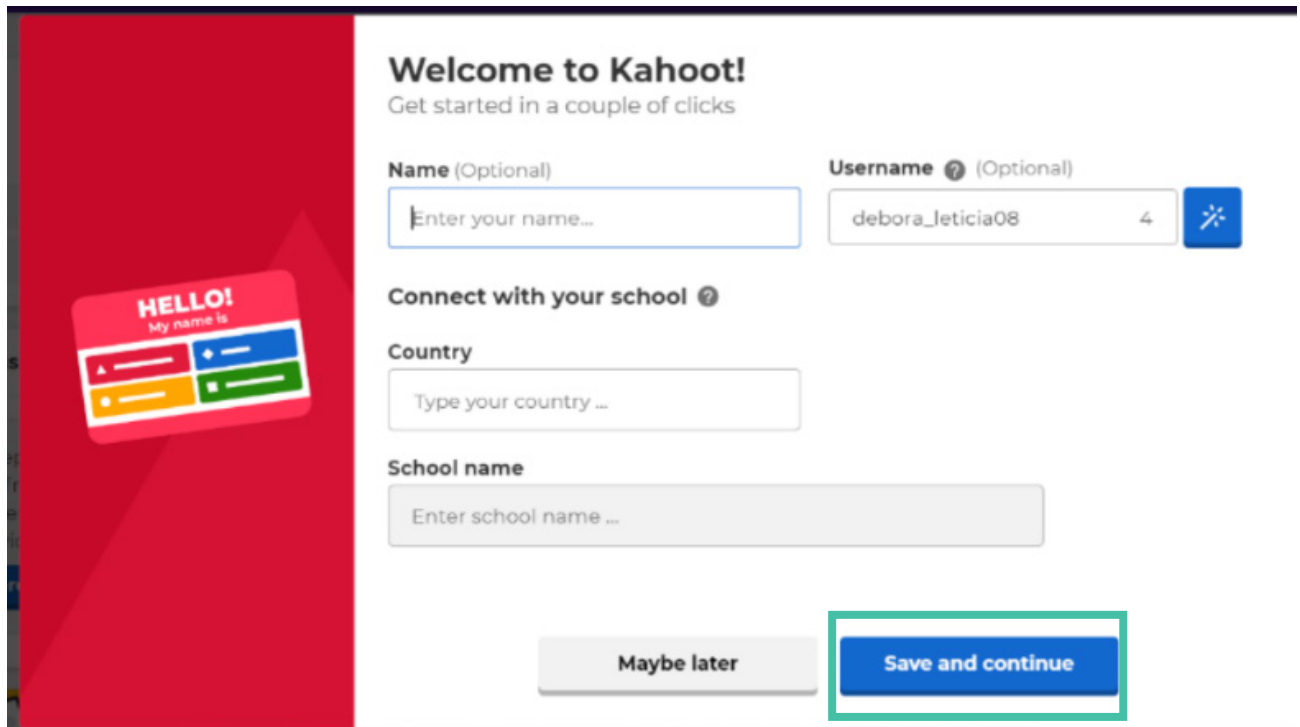 Welcome to Kahoot!
Get started in a couple of clicks
Name (Optional)
Username (Optional)
Enter your name...
debora_leticia08 4
HELLO!
My name is
Connect with your school
Country
Type your country ...
School name
Enter school name ...
Maybe later
Save and continue